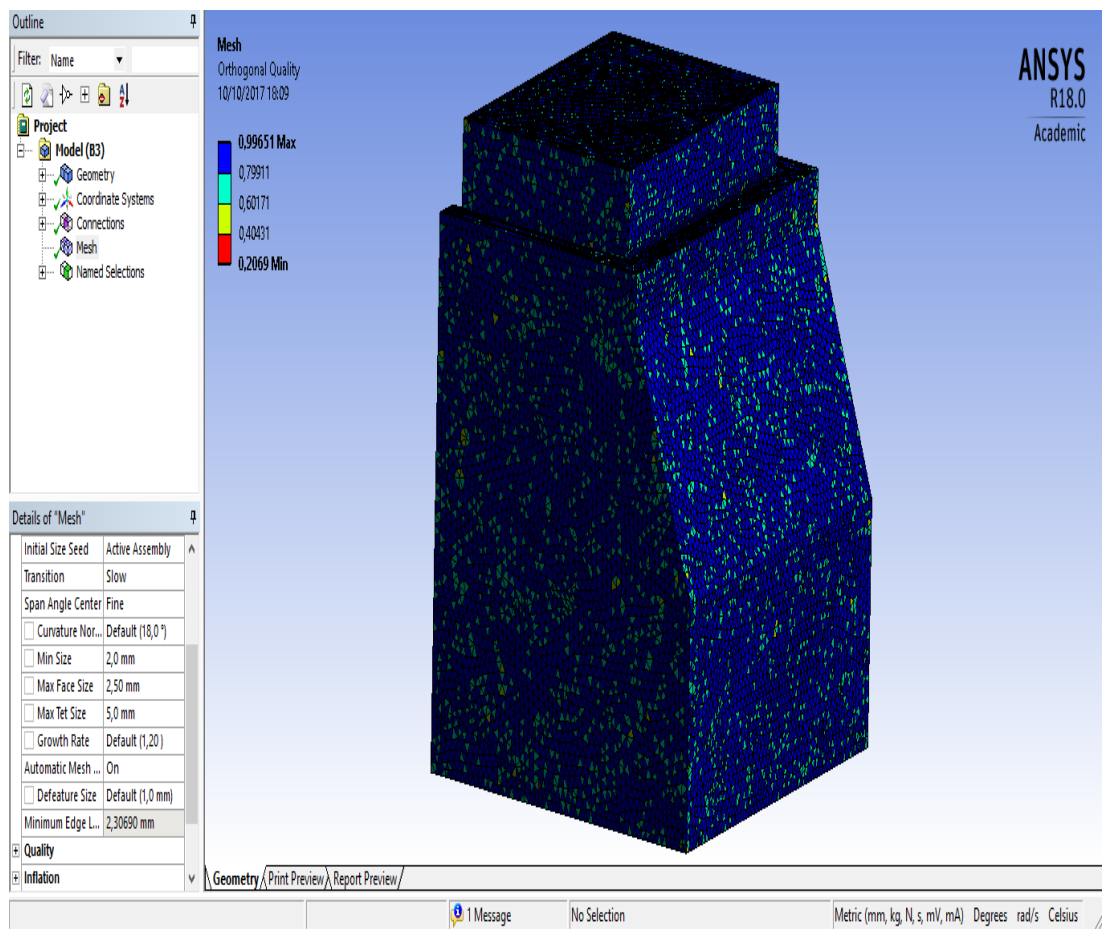 Outline
Filter: Name
Project
Model (B3)
Geometry
Coordinate Systems
Connections
Mesh
Named Selections
Details of "Mesh"
Initial Size Seed Active Assembly
Transition Slow
Span Angle Center Fine
Curvature Nor... Default (18,0 °)
Min Size 2,0 mm
Max Face Size 2,50 mm
Max Tet Size 5,0 mm
Growth Rate Default (1,20 )
Automatic Mesh ... On
Defeature Size Default (1,0 mm)
Minimum Edge L... 2,30690 mm
Quality
Inflation
Mesh
Orthogonal Quality
10/10/2017 18:09
0,99651 Max
0,79911
0,60171
0,40431
0,2069 Min
ANSYS
R18.0
Academic
Geometry Print Preview Report Preview
1 Message No Selection Metric (mm, kg, N, s, mV, mA) Degrees rad/s Celsius